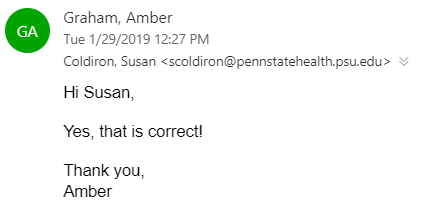 GA
Graham, Amber
Tue 1/29/2019 12:27 PM
Coldiron, Susan <scoldiron@pennstatehealth.psu.edu>
Hi Susan,
Yes, that is correct!
Thank you,
Amber